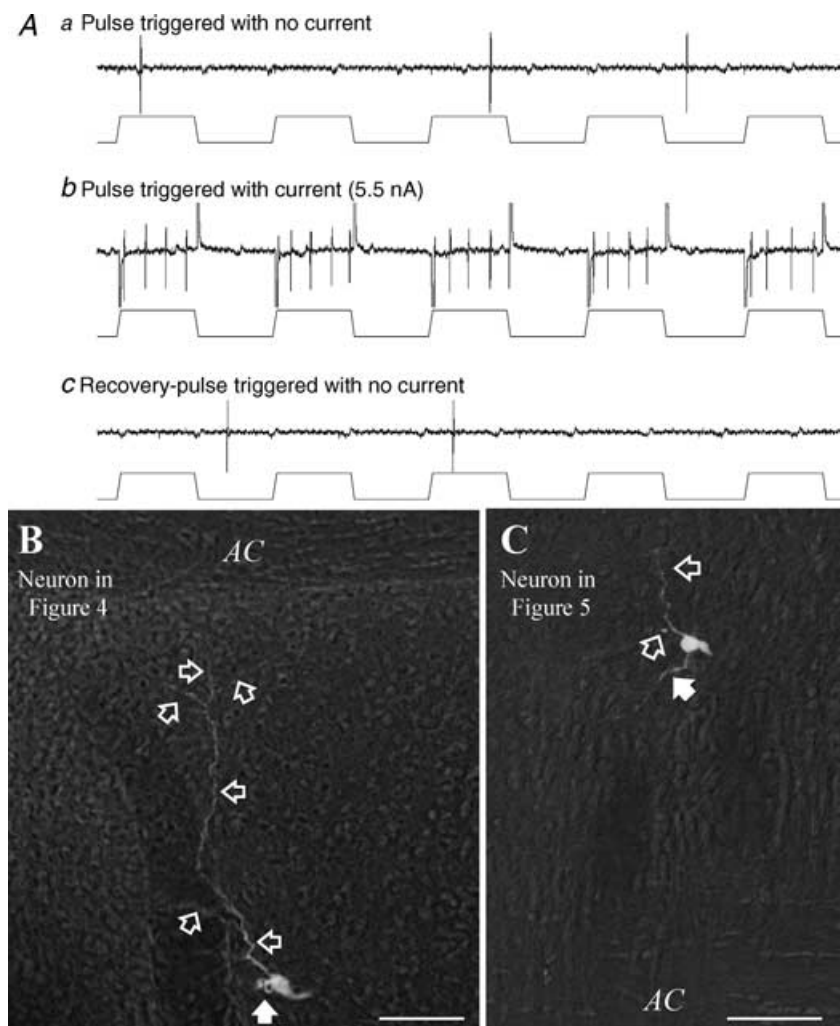 A
a Pulse triggered with no current
b Pulse triggered with current (5.5 nA)
c Recovery-pulse triggered with no current
B
AC
Neuron in
Figure 4
C
Neuron in
Figure 5
AC